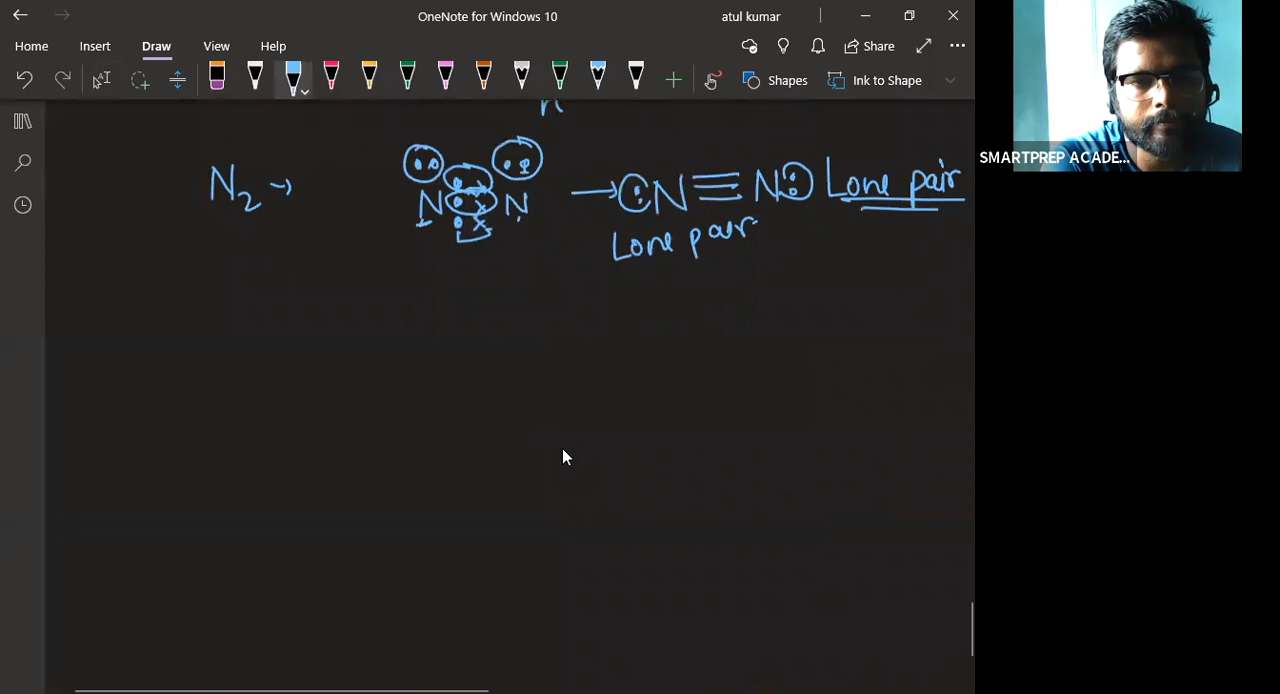 OneNote for Windows 10
atul kumar
Home Insert Draw View Help
Share
Shapes
Ink to Shape
SMARTPREP ACADE...
n
N₂ → N N → :N≡N: Lone pair
Lone pair